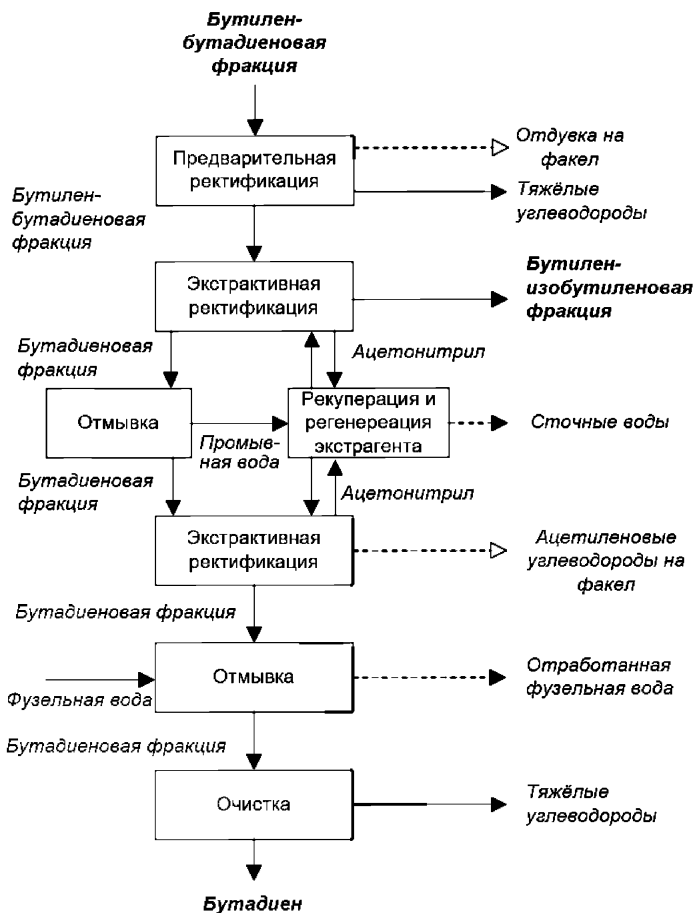 Бутилен-
бутадиеновая
фракция
Предварительная
ректификация
Отдувка на
факел
Тяжёлые
углеводороды
Бутилен-
бутадиеновая
фракция
Экстрактивная
ректификация
Бутилен-
изобутиленовая
фракция
Бутадиеновая
фракция
Ацетонитрил
Отмывка
Промыв-
ная вода
Рекуперация и
регенереация
экстрагента
Сточные воды
Бутадиеновая
фракция
Ацетонитрил
Экстрактивная
ректификация
Ацетиленовые
углеводороды на
факел
Бутадиеновая фракция
Фузельная вода
Отмывка
Отработанная
фузельная вода
Бутадиеновая фракция
Очистка
Тяжёлые
углеводороды
Бутадиен